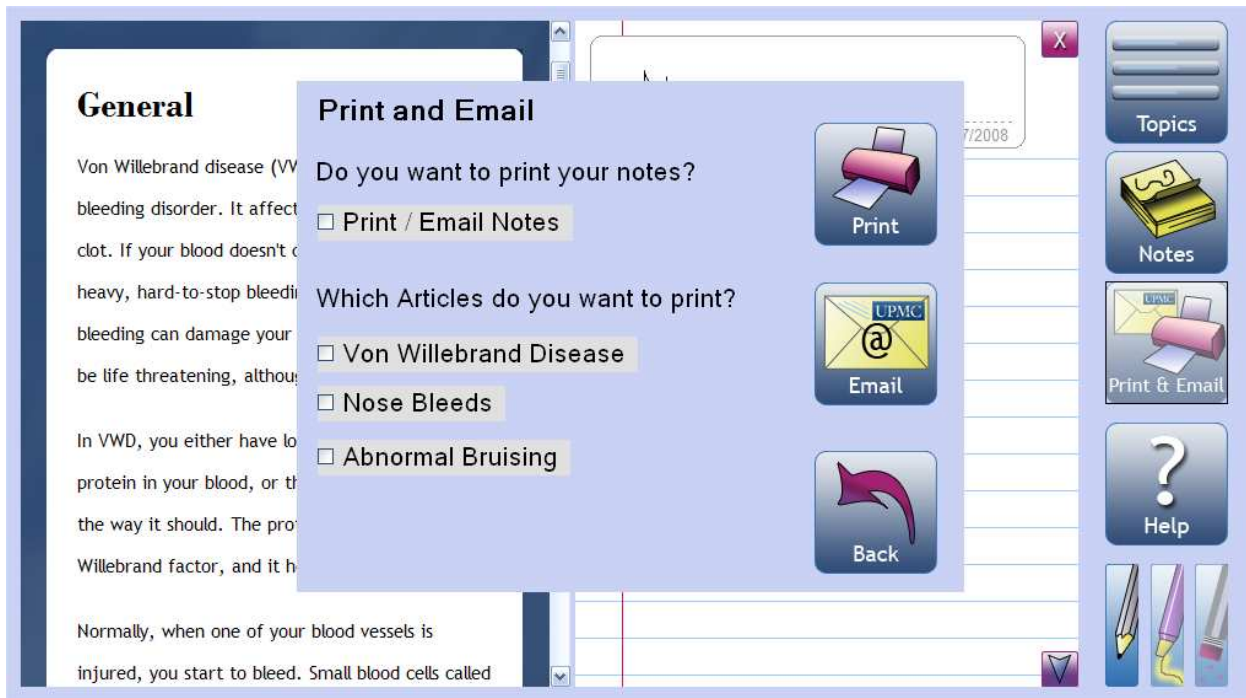 General
Von Willebrand disease (VW
bleeding disorder. It affect
clot. If your blood doesn't c
heavy, hard-to-stop bleedi
bleeding can damage your
be life threatening, althoug
In VWD, you either have lo
protein in your blood, or th
the way it should. The prot
Willebrand factor, and it h
Normally, when one of your blood vessels is
injured, you start to bleed. Small blood cells called
Print and Email
Do you want to print your notes?
Print / Email Notes
Which Articles do you want to print?
Von Willebrand Disease
Nose Bleeds
Abnormal Bruising
Print
UPMC
@
Email
Back
7/2008
X
Topics
Notes
UPMC
Print & Email
?
Help